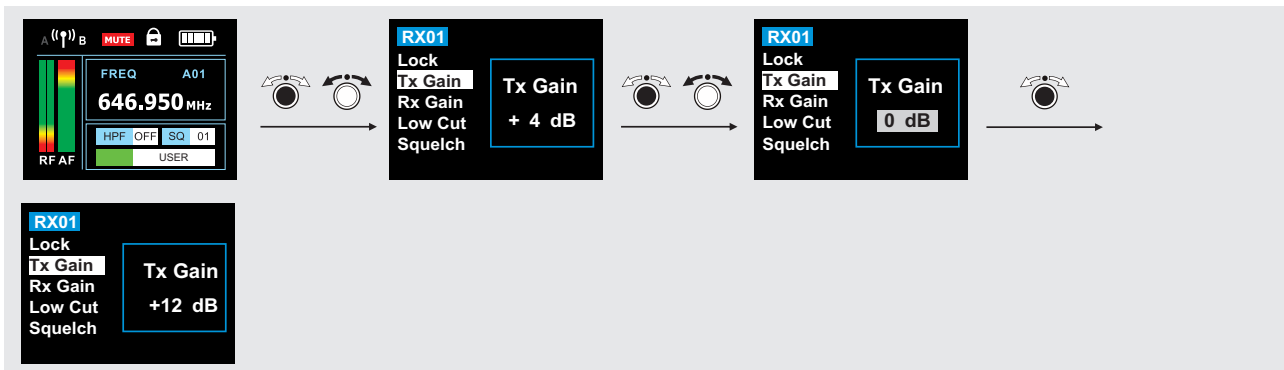 A B MUTE
FREQ A01
646.950 MHz
HPF OFF SQ 01
USER
RF AF
RX01
Lock
Tx Gain
Rx Gain
Low Cut
Squelch
Tx Gain
+ 4 dB
RX01
Lock
Tx Gain
Rx Gain
Low Cut
Squelch
Tx Gain
0 dB
RX01
Lock
Tx Gain
Rx Gain
Low Cut
Squelch
Tx Gain
+12 dB